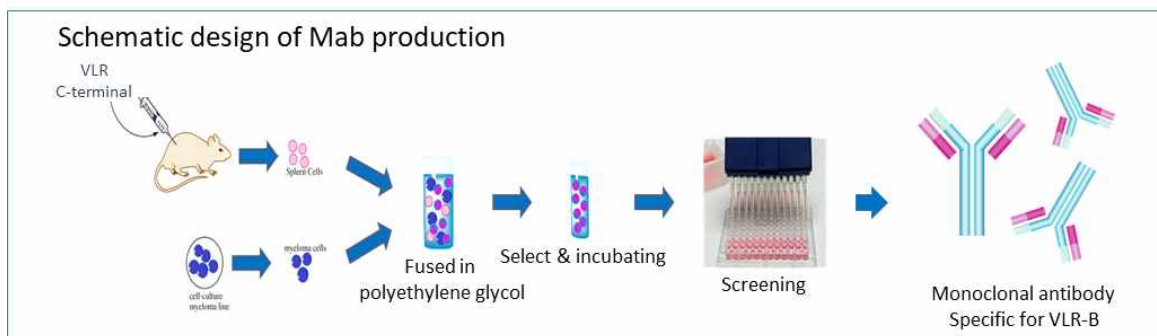 Schematic design of Mab production
VLR
C-terminal
Spleen Cells
cell-culture
myeloma line
myeloma cells
Fused in
polyethylene glycol
Select & incubating
Screening
Monoclonal antibody
Specific for VLR-B